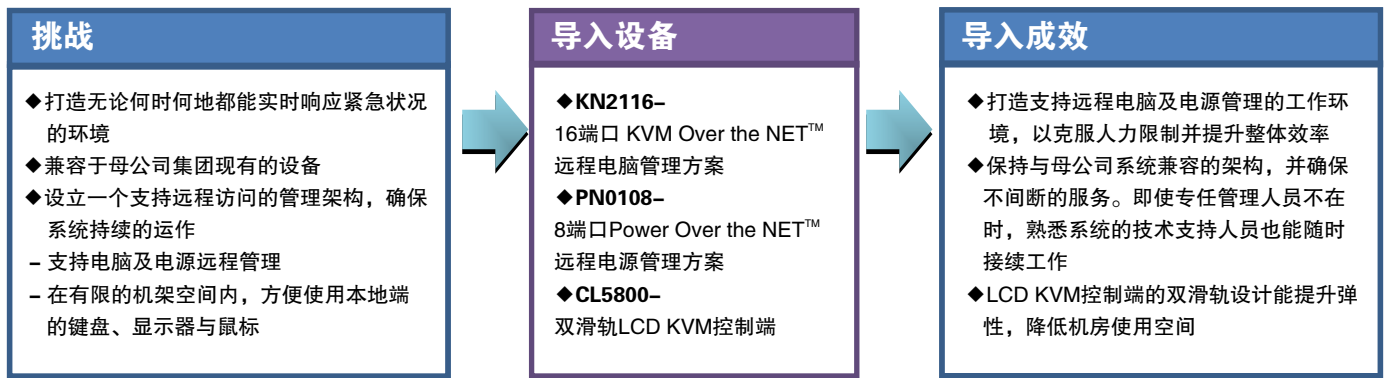 挑战
◆打造无论何时何地都能实时响应紧急状况
的环境
◆兼容于母公司集团现有的设备
◆设立一个支持远程访问的管理架构，确保
系统持续的运作
– 支持电脑及电源远程管理
– 在有限的机架空间内，方便使用本地端
的键盘、显示器与鼠标
导入设备
◆KN2116–
16端口 KVM Over the NET™
远程电脑管理方案
◆PN0108–
8端口Power Over the NET™
远程电源管理方案
◆CL5800–
双滑轨LCD KVM控制端
导入成效
◆打造支持远程电脑及电源管理的工作环
境，以克服人力限制并提升整体效率
◆保持与母公司系统兼容的架构，并确保
不间断的服务。即使专任管理人员不在
时，熟悉系统的技术支持人员也能随时
接续工作
◆LCD KVM控制端的双滑轨设计能提升弹
性，降低机房使用空间